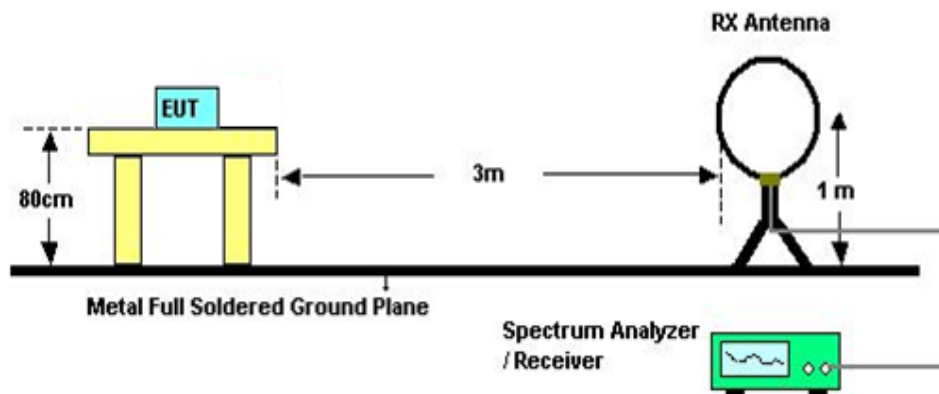 RX Antenna
EUT
80cm
3m
1 m
Metal Full Soldered Ground Plane
Spectrum Analyzer
/ Receiver